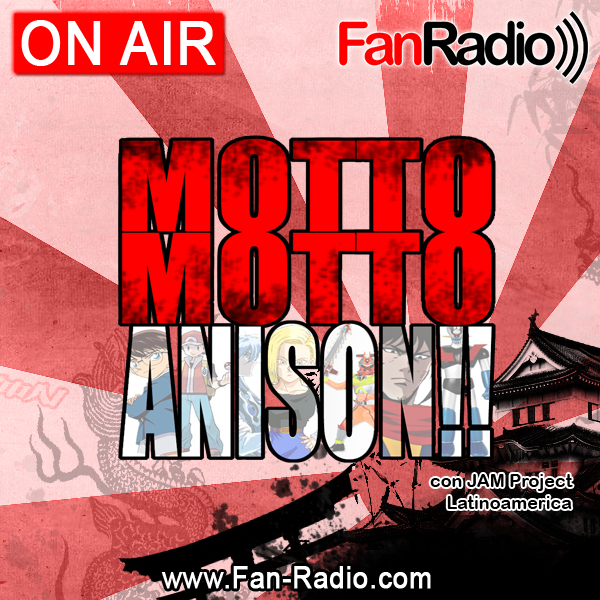 ON AIR
FanRadio
MOTTO
MOTTO
ANISON!!
con JAM Project
Latinoamerica
www.Fan-Radio.com